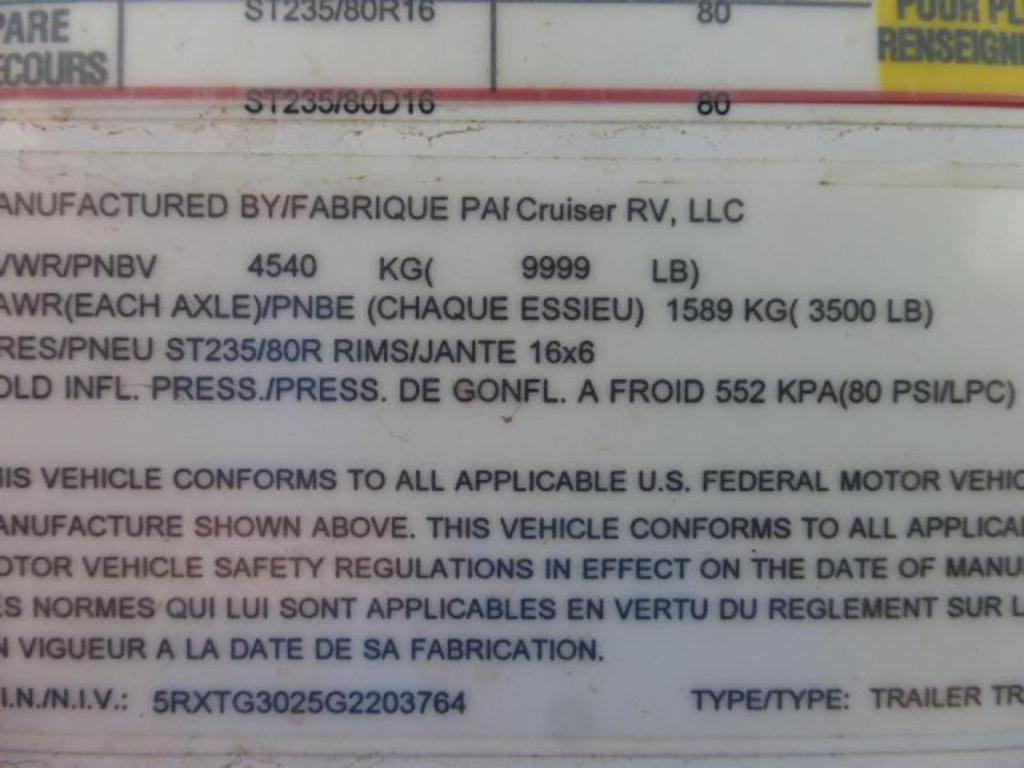 ST235/80R16 80
PARE
ECOURS
POUR PL
RENSEIGNE
ST235/80D16 80
ANUFACTURED BY/FABRIQUE PAR Cruiser RV, LLC
VWR/PNBV 4540 KG( 9999 LB)
AWR(EACH AXLE)/PNBE (CHAQUE ESSIEU) 1589 KG( 3500 LB)
RES/PNEU ST235/80R RIMS/JANTE 16x6
OLD INFL. PRESS./PRESS. DE GONFL. A FROID 552 KPA(80 PSI/LPC)
HIS VEHICLE CONFORMS TO ALL APPLICABLE U.S. FEDERAL MOTOR VEHIC
ANUFACTURE SHOWN ABOVE. THIS VEHICLE CONFORMS TO ALL APPLICA
OTOR VEHICLE SAFETY REGULATIONS IN EFFECT ON THE DATE OF MANU
ES NORMES QUI LUI SONT APPLICABLES EN VERTU DU REGLEMENT SUR L
N VIGUEUR A LA DATE DE SA FABRICATION.
I.N./N.I.V.: 5RXTG3025G2203764 TYPE/TYPE: TRAILER TR